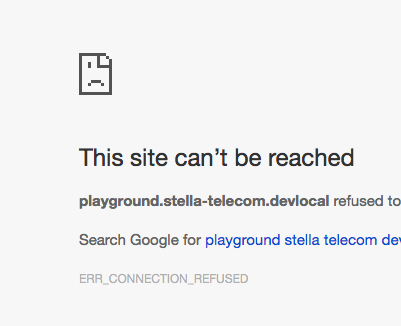 This site can’t be reached
playground.stella-telecom.devlocal refused to
Search Google for playground stella telecom dev
ERR_CONNECTION_REFUSED